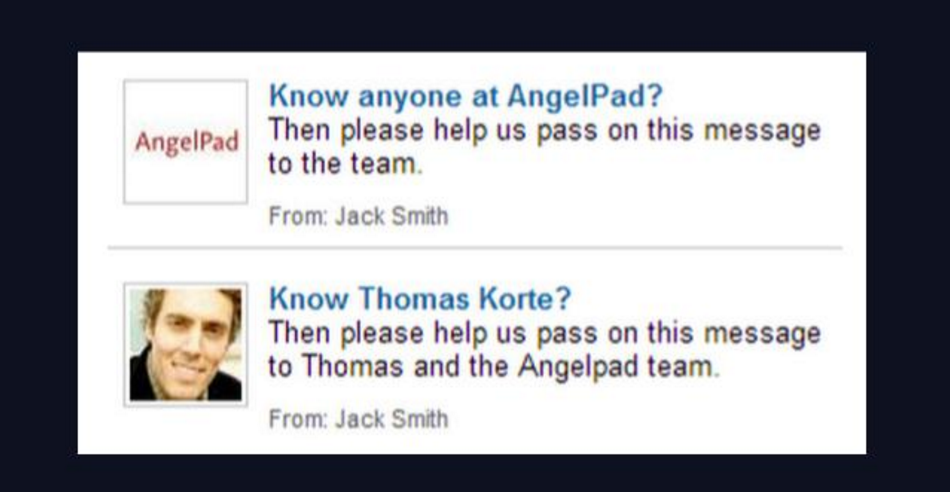 AngelPad
Know anyone at AngelPad?
Then please help us pass on this message
to the team.
From: Jack Smith
Know Thomas Korte?
Then please help us pass on this message
to Thomas and the Angelpad team.
From: Jack Smith